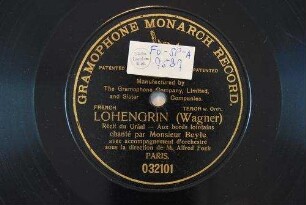 GRAMOPHONE MONARCH RECORD.
PATENTED PATENTED
Manufactured by
The Gramophone Company, Limited,
and Sister Companies
FRENCH TENOR w. Orch.
LOHENGRIN (Wagner)
Récit du Gräal - Aux bords lointains
chanté par Monsieur Beyle
avec accompagnement d'orchestre
sous la direction de M. Alfred Fock
PARIS.
032101